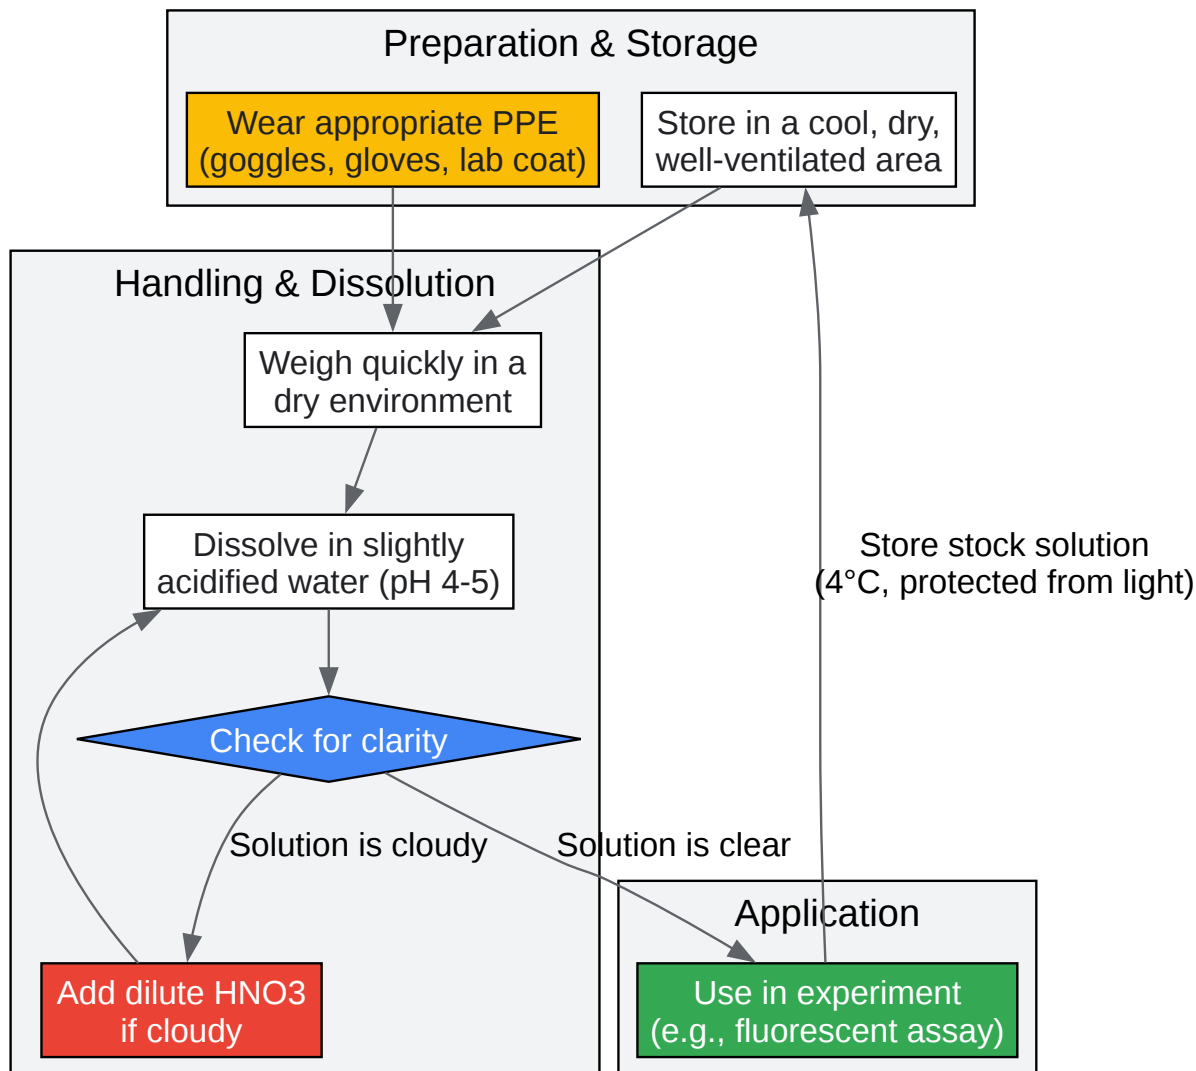 Preparation & Storage
Wear appropriate PPE
(goggles, gloves, lab coat)
Store in a cool, dry,
well-ventilated area
Handling & Dissolution
Weigh quickly in a
dry environment
Dissolve in slightly
acidified water (pH 4-5)
Store stock solution
(4°C, protected from light)
Check for clarity
Solution is cloudy
Solution is clear
Application
Add dilute HNO3
if cloudy
Use in experiment
(e.g., fluorescent assay)